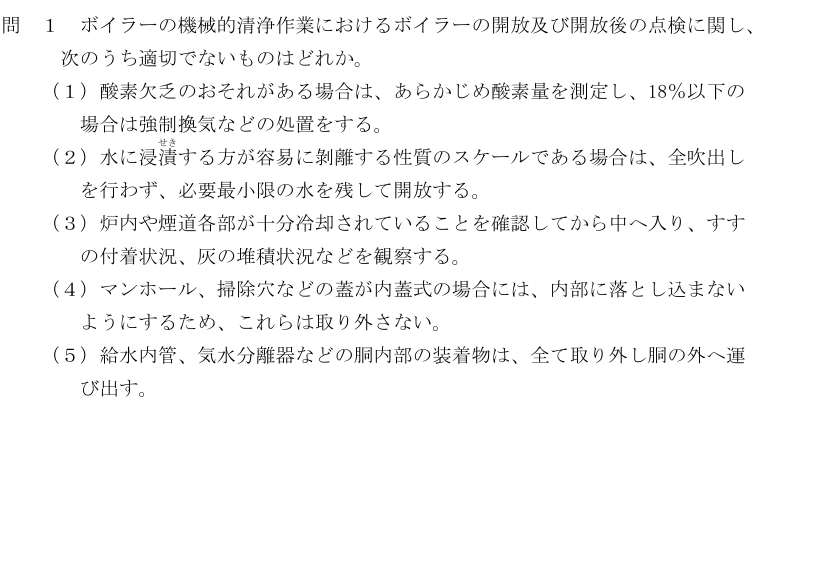 問　１　ボイラーの機械的清浄作業におけるボイラーの開放及び開放後の点検に関し、
次のうち適切でないものはどれか。
（１）酸素欠乏のおそれがある場合は、あらかじめ酸素量を測定し、18％以下の
場合は強制換気などの処置をする。
せき
（２）水に浸漬する方が容易に剝離する性質のスケールである場合は、全吹出し
を行わず、必要最小限の水を残して開放する。
（３）炉内や煙道各部が十分冷却されていることを確認してから中へ入り、すす
の付着状況、灰の堆積状況などを観察する。
（４）マンホール、掃除穴などの蓋が内蓋式の場合には、内部に落とし込まない
ようにするため、これらは取り外さない。
（５）給水内管、気水分離器などの胴内部の装着物は、全て取り外し胴の外へ運
び出す。